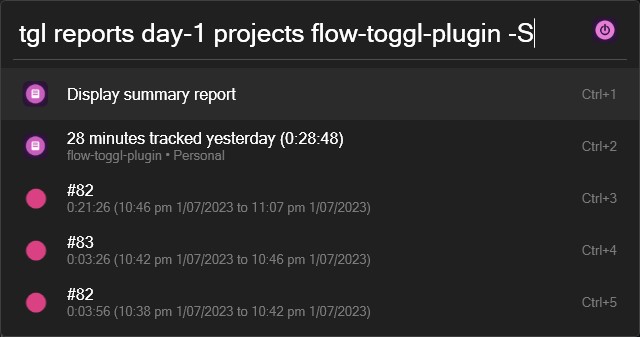 tgl reports day-1 projects flow-toggl-plugin -S
Display summary report Ctrl+1
28 minutes tracked yesterday (0:28:48) Ctrl+2
flow-toggl-plugin • Personal
#82 Ctrl+3
0:21:26 (10:46 pm 1/07/2023 to 11:07 pm 1/07/2023)
#83 Ctrl+4
0:03:26 (10:42 pm 1/07/2023 to 10:46 pm 1/07/2023)
#82 Ctrl+5
0:03:56 (10:38 pm 1/07/2023 to 10:42 pm 1/07/2023)